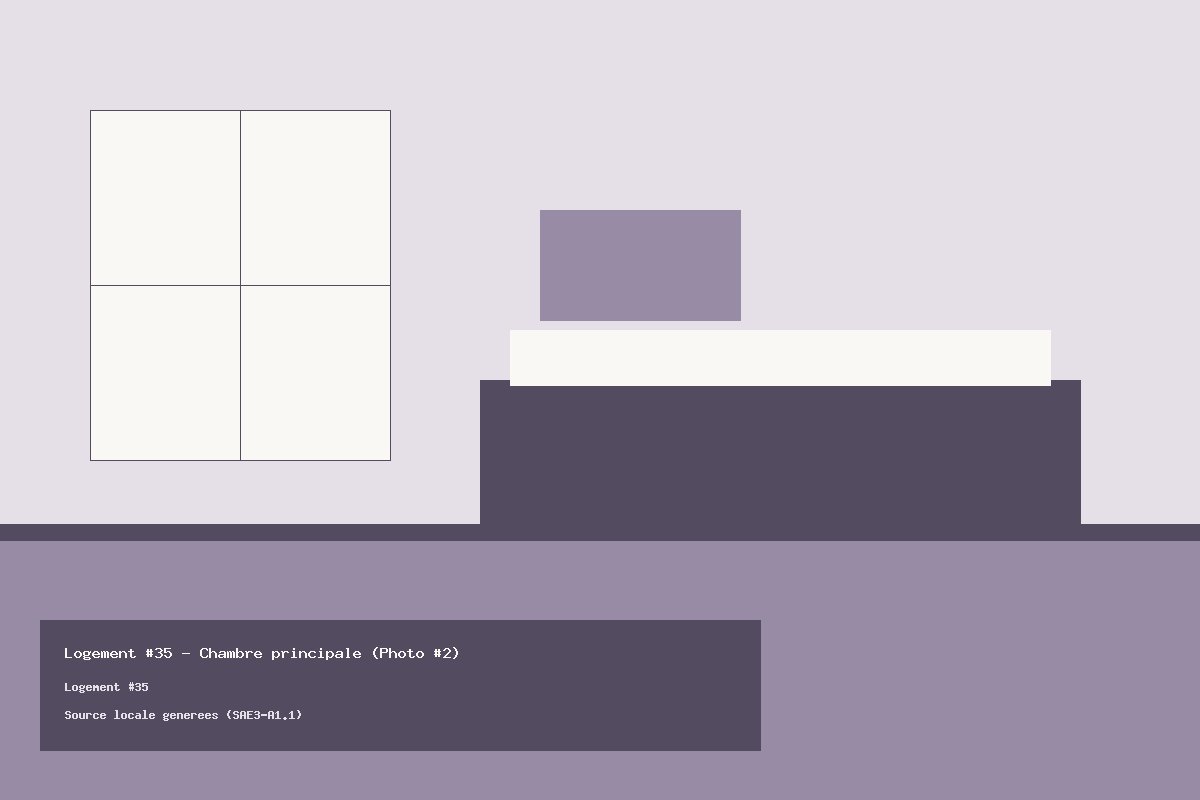 Logement #35 - Chambre principale (Photo #2)
Logement #35
Source locale generees (SAE3-A1.1)